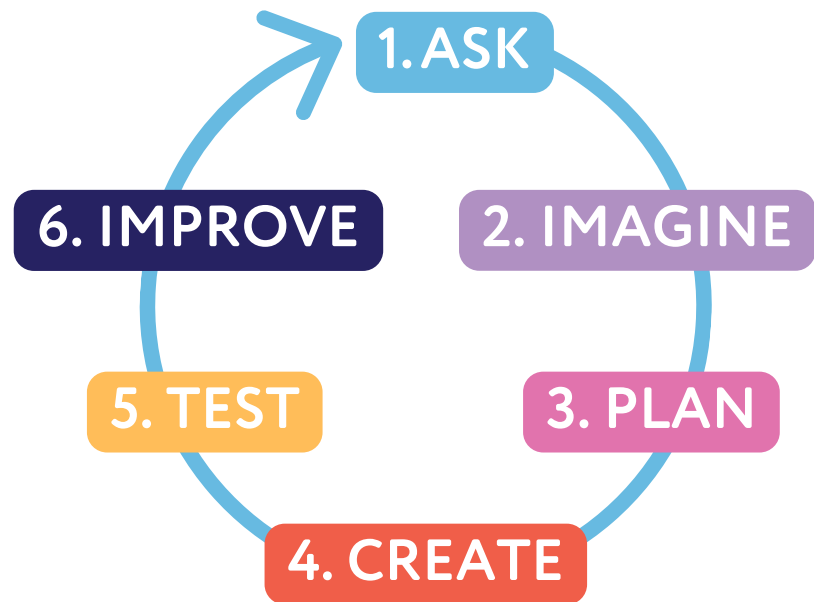 1. ASK
2. IMAGINE
3. PLAN
4. CREATE
5. TEST
6. IMPROVE